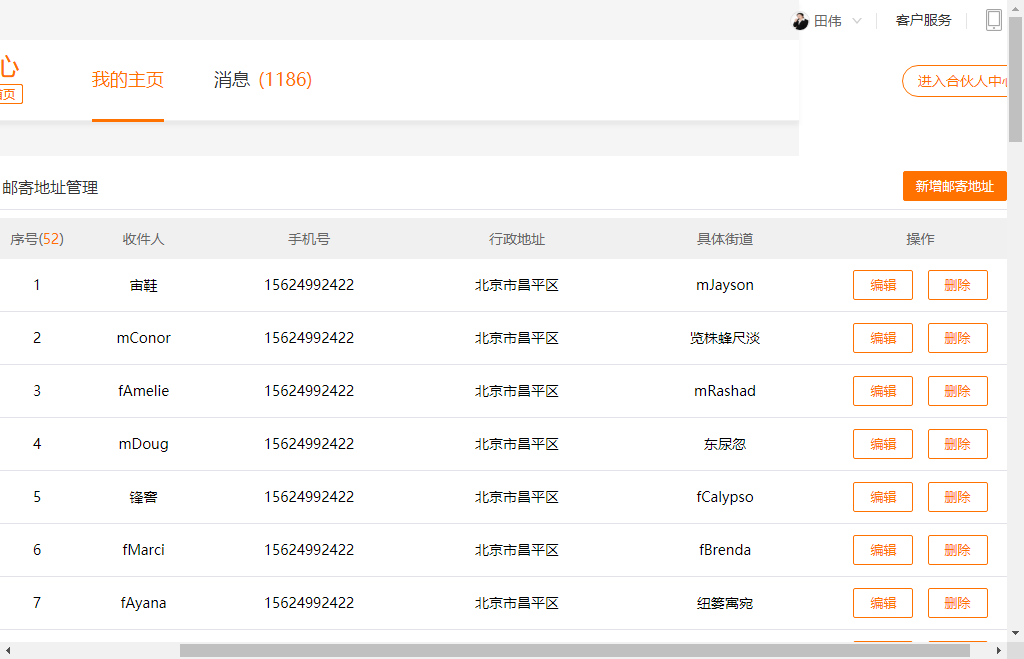 田伟 客户服务
心
首页
我的主页 消息 (1186)
进入合伙人中心
邮寄地址管理 新增邮寄地址
序号(52) 收件人 手机号 行政地址 具体街道 操作
1 宙鞋 15624992422 北京市昌平区 mJayson 编辑 删除
2 mConor 15624992422 北京市昌平区 览株蜂尺淡 编辑 删除
3 fAmelie 15624992422 北京市昌平区 mRashad 编辑 删除
4 mDoug 15624992422 北京市昌平区 东尿忽 编辑 删除
5 锋窖 15624992422 北京市昌平区 fCalypso 编辑 删除
6 fMarci 15624992422 北京市昌平区 fBrenda 编辑 删除
7 fAyana 15624992422 北京市昌平区 纽篓寓宛 编辑 删除